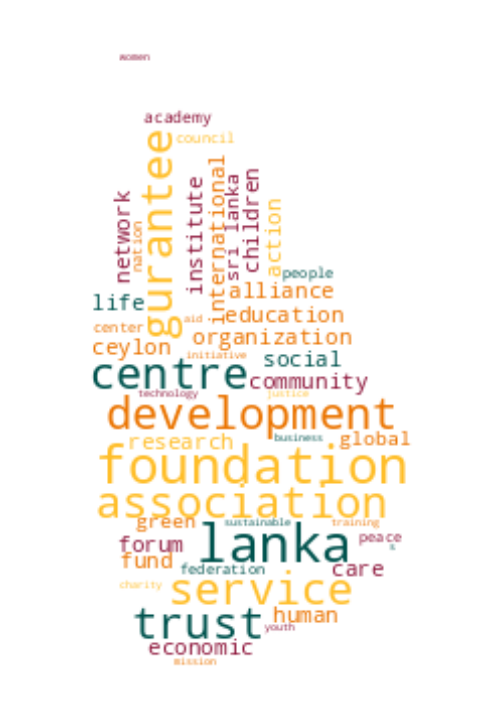 women
academy
council
gurantee
network
nation
institute
international
sri lanka
children
action
people
life
alliance
center
aid
education
ceylon
organization
initiative
centre
social
community
technology
justice
development
research
business
global
foundation
association
green
sustainable
training
forum
lanka
peace
s
fund
federation
care
charity
service
trust
human
youth
economic
mission